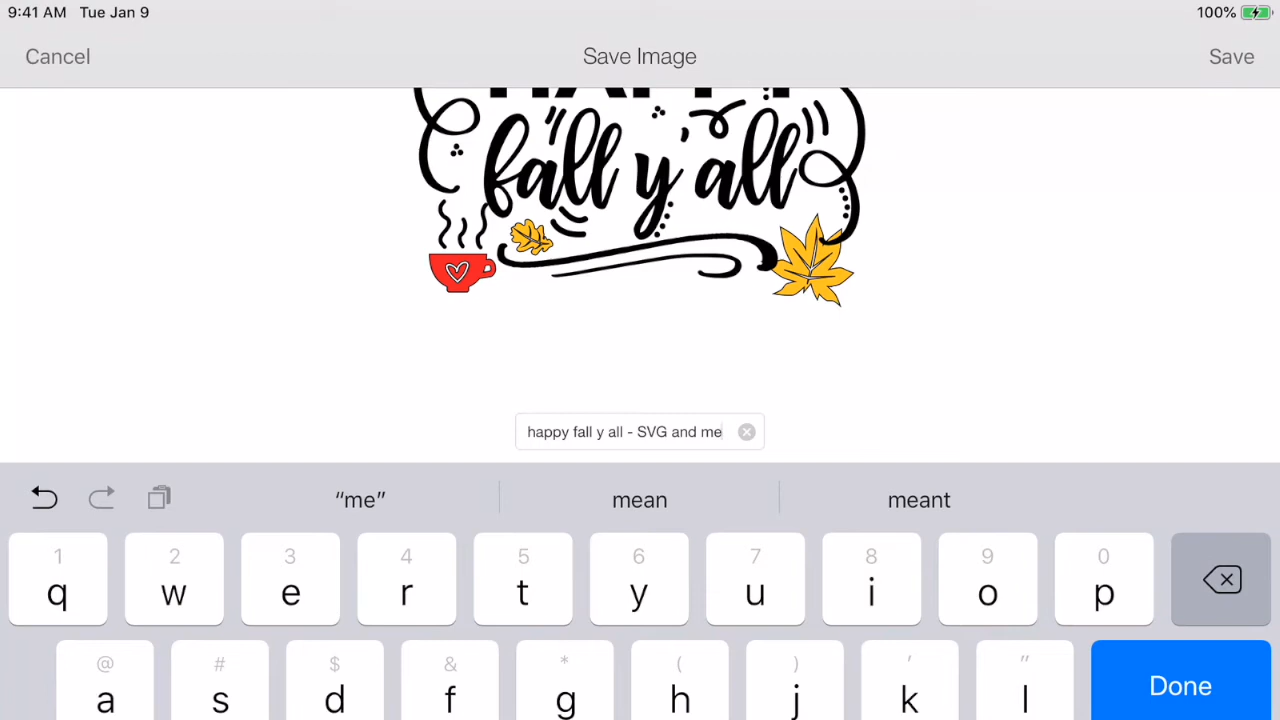 9:41 AM Tue Jan 9
100%
Cancel
Save Image
Save
HAPPY
fall y'all
happy fall y all - SVG and me
“me”
mean
meant
1 2 3 4 5 6 7 8 9 0
q w e r t y u i o p
@ # $ & * ( ) ' "
a s d f g h j k l
Done